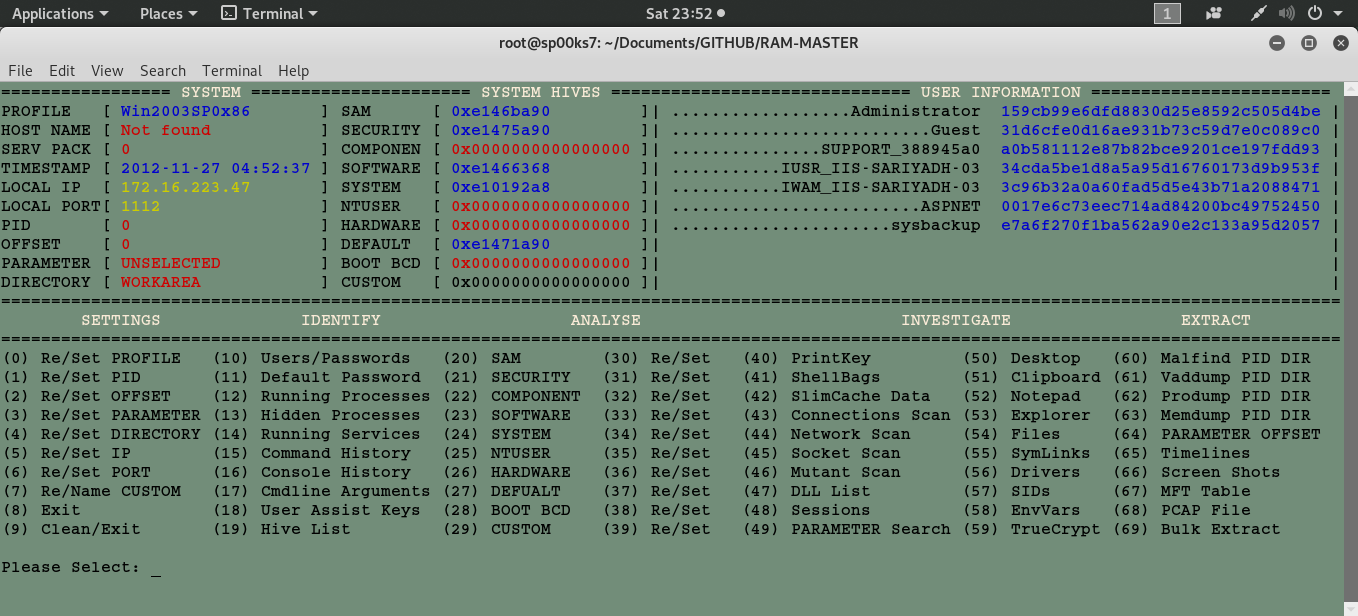 Applications Places Terminal Sat 23:52 1
root@sp00ks7: ~/Documents/GITHUB/RAM-MASTER
File Edit View Search Terminal Help
================= SYSTEM ====================== SYSTEM HIVES ============================== USER INFORMATION ========================
PROFILE [ Win2003SP0x86 ] SAM [ 0xe146ba90 ]| ..................Administrator 159cb99e6dfd8830d25e8592c505d4be |
HOST NAME [ Not found ] SECURITY [ 0xe1475a90 ]| ..........................Guest 31d6cfe0d16ae931b73c59d7e0c089c0 |
SERV PACK [ 0 ] COMPONEN [ 0x0000000000000000 ]| ...............SUPPORT_388945a0 a0b581112e87b82bce9201ce197fdd93 |
TIMESTAMP [ 2012-11-27 04:52:37 ] SOFTWARE [ 0xe1466368 ]| ...........IUSR_IIS-SARIYADH-03 34cda5be1d8a5a95d16760173d9b953f |
LOCAL IP [ 172.16.223.47 ] SYSTEM [ 0xe10192a8 ]| ...........IWAM_IIS-SARIYADH-03 3c96b32a0a60fad5d5e43b71a2088471 |
LOCAL PORT[ 1112 ] NTUSER [ 0x0000000000000000 ]| .........................ASPNET 0017e6c73eec714ad84200bc49752450 |
PID [ 0 ] HARDWARE [ 0x0000000000000000 ]| ......................sysbackup e7a6f270f1ba562a90e2c133a95d2057 |
OFFSET [ 0 ] DEFAULT [ 0xe1471a90 ]| |
PARAMETER [ UNSELECTED ] BOOT BCD [ 0x0000000000000000 ]| |
DIRECTORY [ WORKAREA ] CUSTOM [ 0x0000000000000000 ]| |
======================================================================================================================================
SETTINGS IDENTIFY ANALYSE INVESTIGATE EXTRACT
======================================================================================================================================
(0) Re/Set PROFILE (10) Users/Passwords (20) SAM (30) Re/Set (40) PrintKey (50) Desktop (60) Malfind PID DIR
(1) Re/Set PID (11) Default Password (21) SECURITY (31) Re/Set (41) ShellBags (51) Clipboard (61) Vaddump PID DIR
(2) Re/Set OFFSET (12) Running Processes (22) COMPONENT (32) Re/Set (42) SlimCache Data (52) Notepad (62) Prodump PID DIR
(3) Re/Set PARAMETER (13) Hidden Processes (23) SOFTWARE (33) Re/Set (43) Connections Scan (53) Explorer (63) Memdump PID DIR
(4) Re/Set DIRECTORY (14) Running Services (24) SYSTEM (34) Re/Set (44) Network Scan (54) Files (64) PARAMETER OFFSET
(5) Re/Set IP (15) Command History (25) NTUSER (35) Re/Set (45) Socket Scan (55) SymLinks (65) Timelines
(6) Re/Set PORT (16) Console History (26) HARDWARE (36) Re/Set (46) Mutant Scan (56) Drivers (66) Screen Shots
(7) Re/Name CUSTOM (17) Cmdline Arguments (27) DEFUALT (37) Re/Set (47) DLL List (57) SIDs (67) MFT Table
(8) Exit (18) User Assist Keys (28) BOOT BCD (38) Re/Set (48) Sessions (58) EnvVars (68) PCAP File
(9) Clean/Exit (19) Hive List (29) CUSTOM (39) Re/Set (49) PARAMETER Search (59) TrueCrypt (69) Bulk Extract
Please Select: _